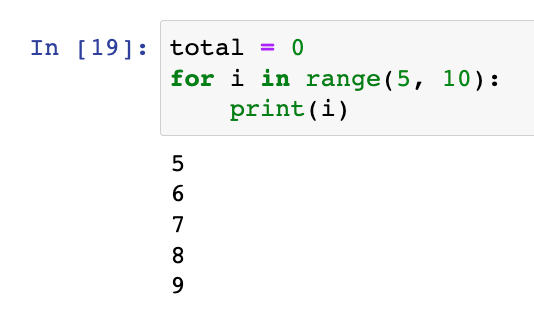 In [19]: total = 0
for i in range(5, 10):
    print(i)
5
6
7
8
9